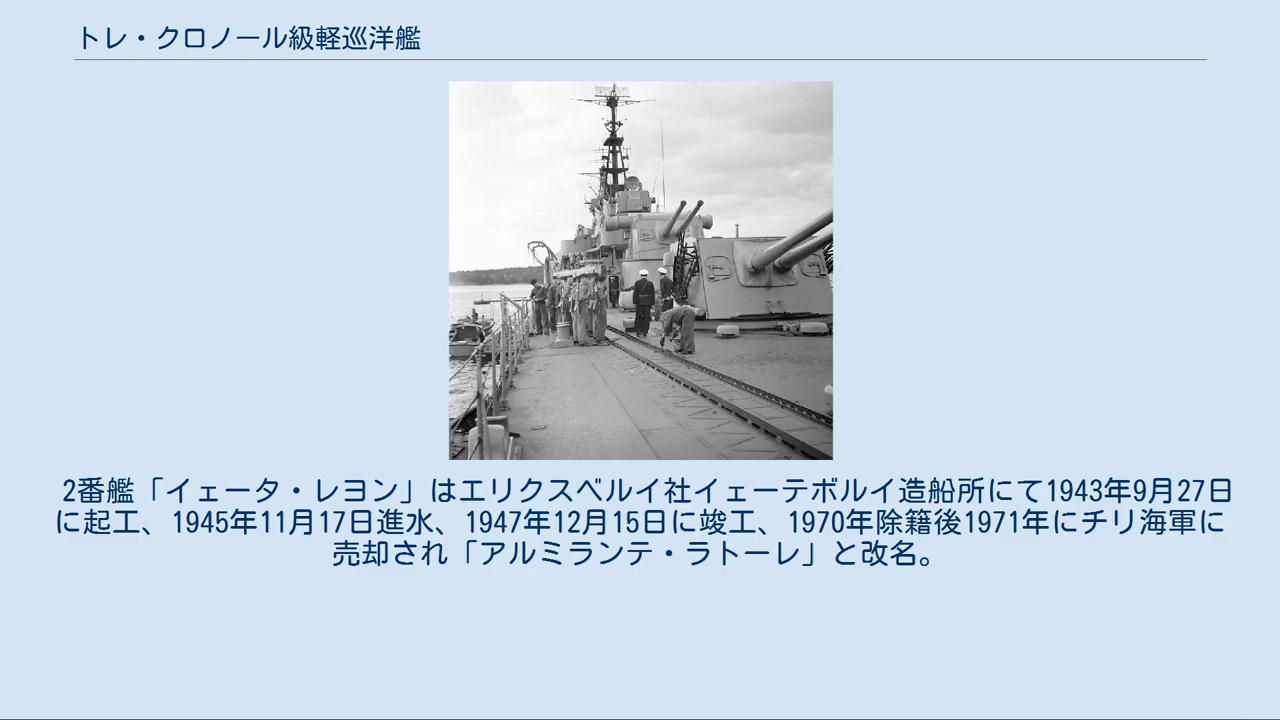 トレ・クロノール級軽巡洋艦
2番艦「イェータ・レヨン」はエリクスベルイ社イェーテボルイ造船所にて1943年9月27日
に起工、1945年11月17日進水、1947年12月15日に竣工、1970年除籍後1971年にチリ海軍に
売却され「アルミランテ・ラトーレ」と改名。